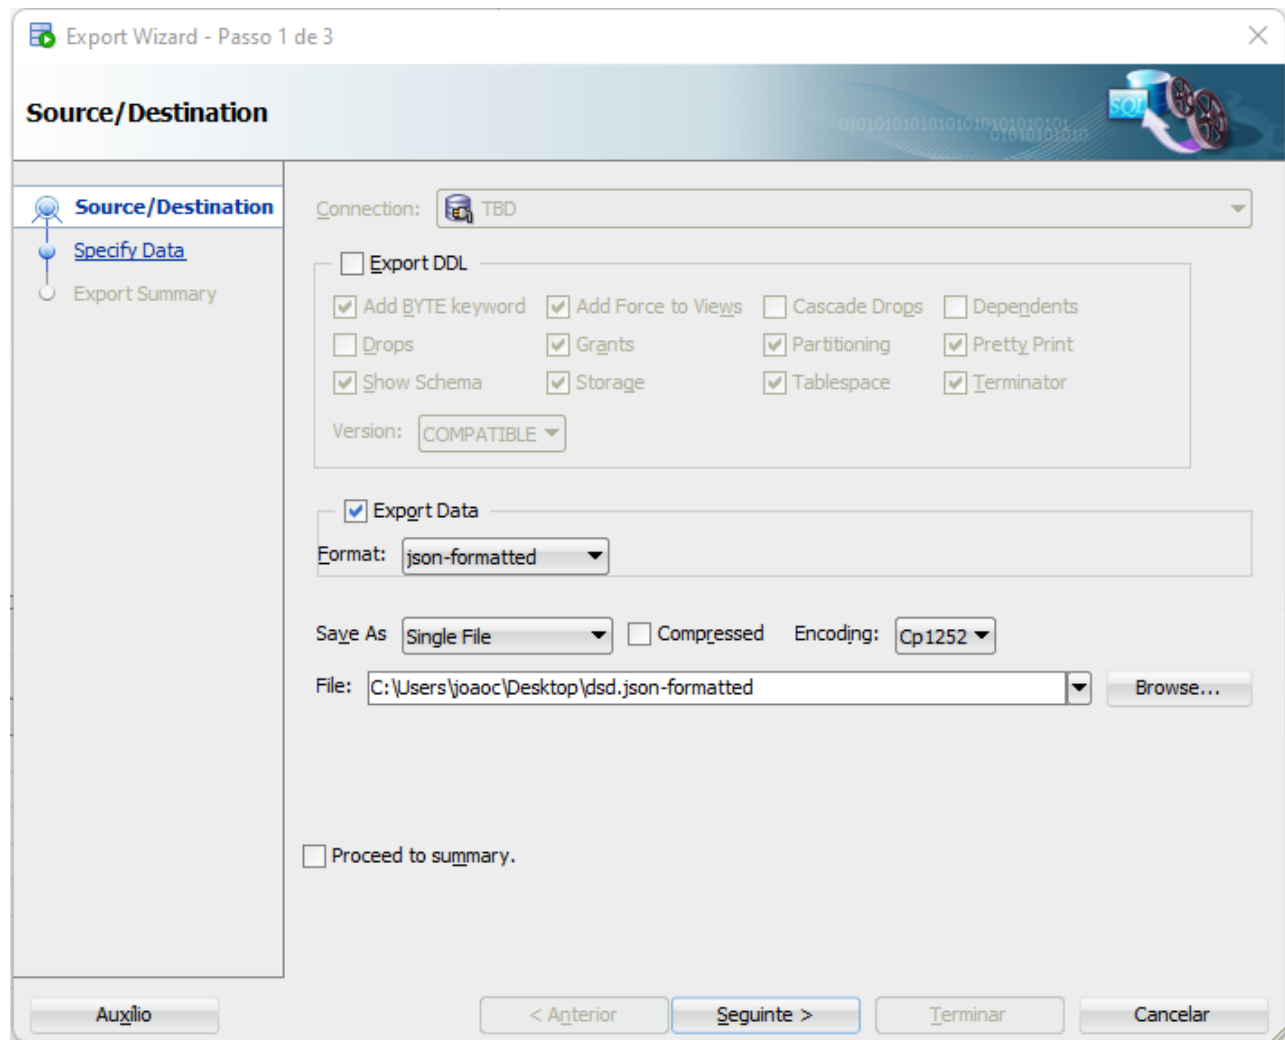 Export Wizard - Passo 1 de 3
Source/Destination
SQL
010101010101010101010101
01010101010
Source/Destination
Specify Data
Export Summary
Connection: TBD
Export DDL
Add BYTE keyword Add Force to Views Cascade Drops Dependents
Drops Grants Partitioning Pretty Print
Show Schema Storage Tablespace Terminator
Version: COMPATIBLE
Export Data
Format: json-formatted
Save As Single File Compressed Encoding: Cp1252
File: C:\Users\joaoc\Desktop\dsd.json-formatted Browse...
Proceed to summary.
Auxílio < Anterior Seguinte > Terminar Cancelar